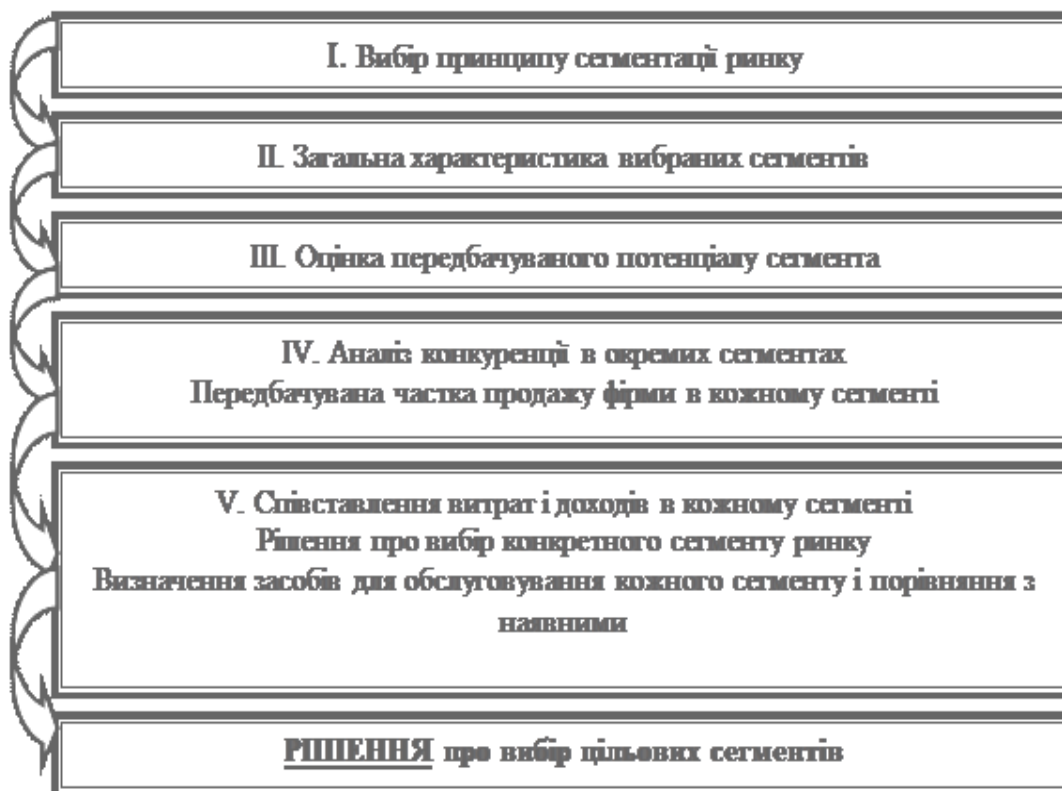 I. Вибір принципу сегментації ринку
II. Загальна характеристика вибраних сегментів
III. Оцінка передбачуваного потенціалу сегмента
IV. Аналіз конкуренції в окремих сегментах
Передбачувана частка продажу фірми в кожному сегменті
V. Співставлення витрат і доходів в кожному сегменті
Рішення про вибір конкретного сегменту ринку
Визначення засобів для обслуговування кожного сегменту і порівняння з
наявними
РІШЕННЯ про вибір цільових сегментів